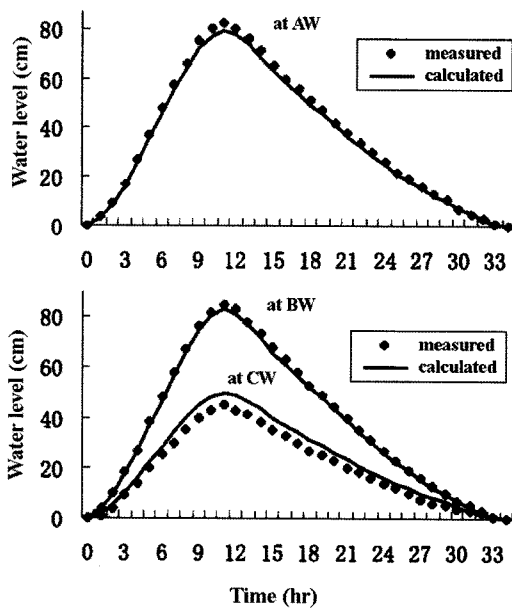 80
60
40
20
0
Water level (cm)
at AW
measured
calculated
0 3 6 9 12 15 18 21 24 27 30 33
80
60
40
20
0
Water level (cm)
at BW
at CW
measured
calculated
0 3 6 9 12 15 18 21 24 27 30 33
Time (hr)